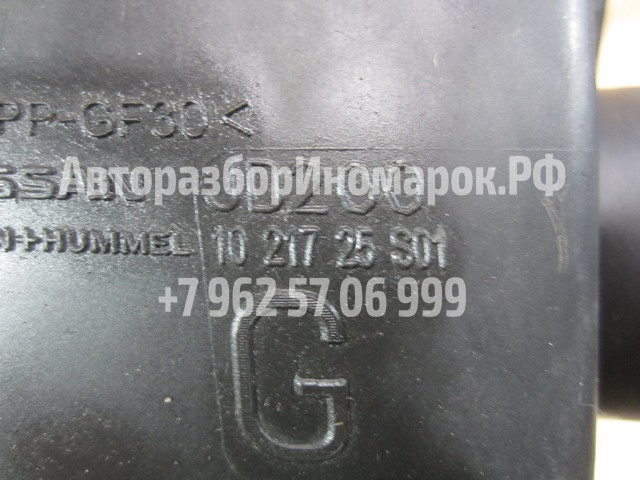 PP-GF30<
АвторазборИномарок.РФ
10 217 25 S01
+HUMMEL
+7 962 57 06 999
G